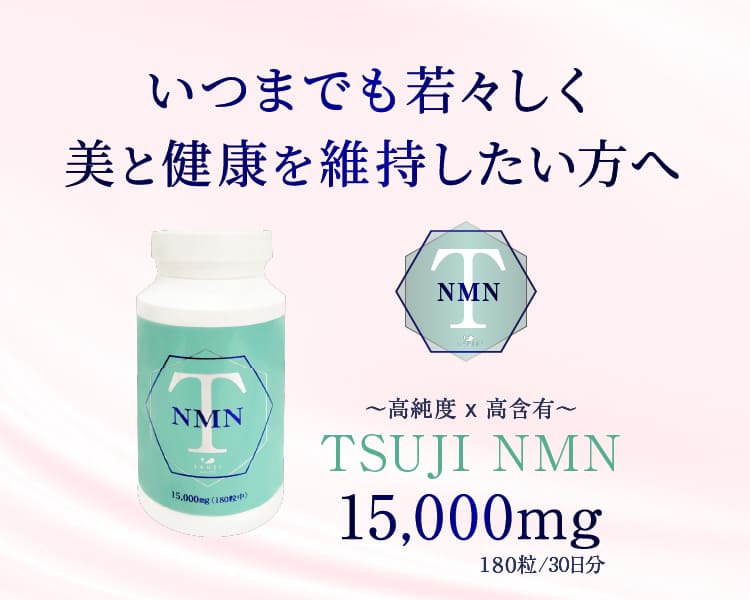 いつまでも若々しく
美と健康を維持したい方へ
T
NMN
～高純度 x 高含有～
TSUJI NMN
15,000mg
180粒/30日分
T
NMN
TSUJI
15,000mg(180粒中)